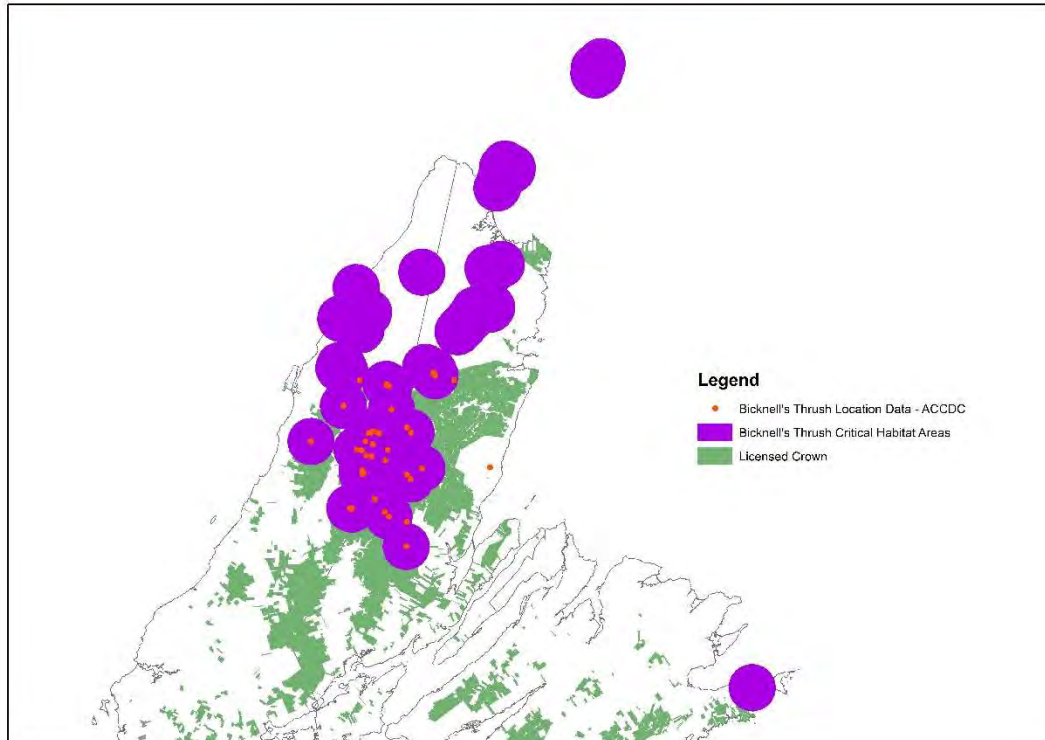 Legend
Bicknell's Thrush Location Data - ACCDC
Bicknell's Thrush Critical Habitat Areas
Licensed Crown